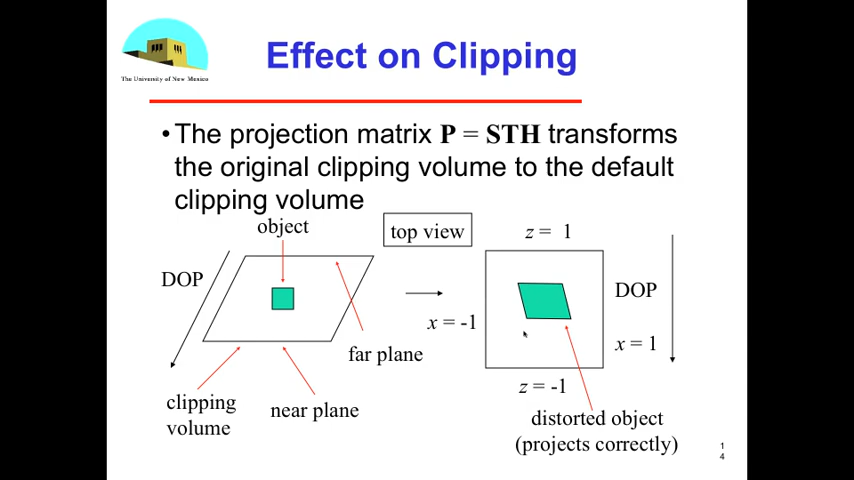 The University of New Mexico
Effect on Clipping
• The projection matrix P = STH transforms
the original clipping volume to the default
clipping volume
object
top view
z = 1
DOP
DOP
x = -1
x = 1
far plane
z = -1
clipping
volume
near plane
distorted object
(projects correctly)
1
4